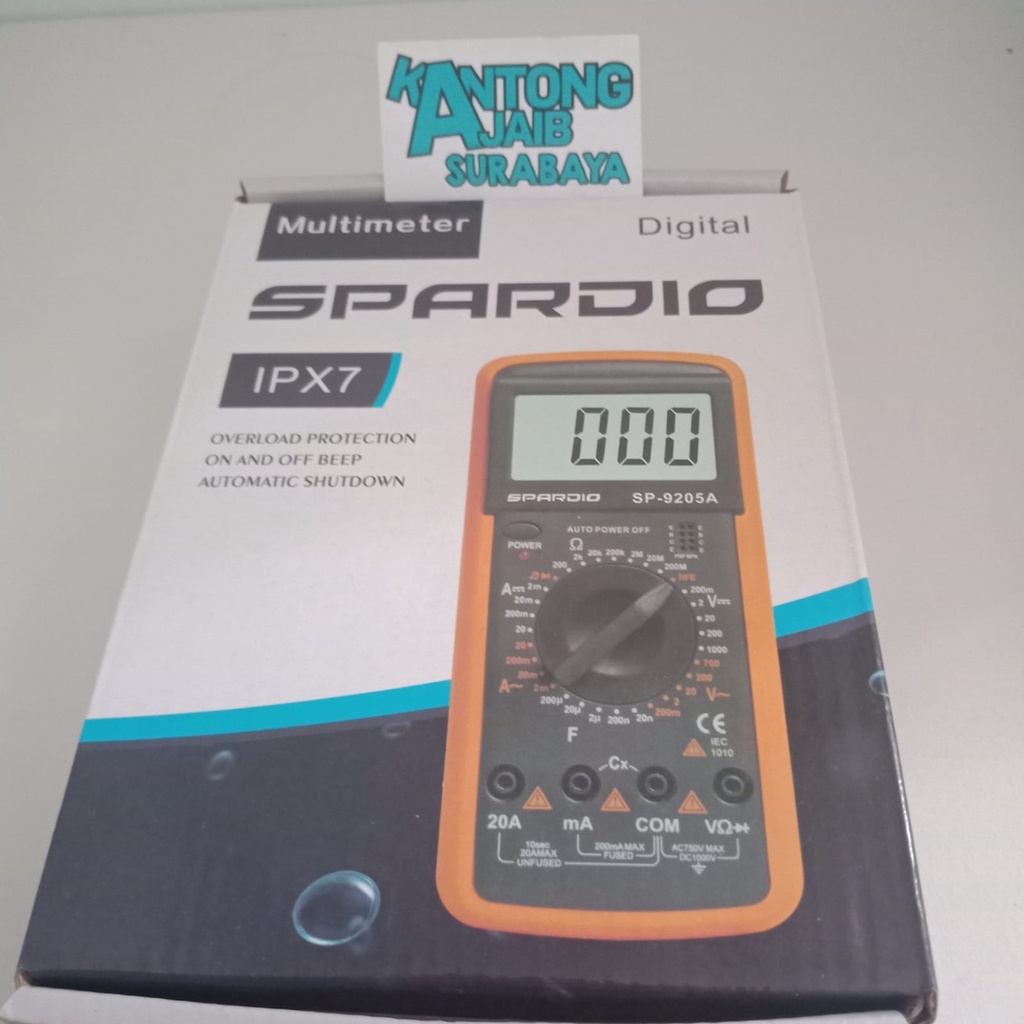 KANTONG
AJAIB
SURABAYA
Multimeter
Digital
SPARDIO
IPX7
OVERLOAD PROTECTION
ON AND OFF BEEP
AUTOMATIC SHUTDOWN
000
SPARDIO SP-9205A
POWER
AUTO POWER OFF
Ω
200 2k 20k 200k 2M 20M 200M
hFE
A⎓ 2m
20m
200m
20
20
200m
20m
A~ 2m
200m
2 V⎓
20
200
1000
700
200
20 V~
2
200m
200µ 20µ 2µ 200n 20n
F
CE
IEC
1010
Cx
20A mA COM VΩ
10sec
20AMAX
UNFUSED
200mA MAX
FUSED
AC750V MAX
DC1000V